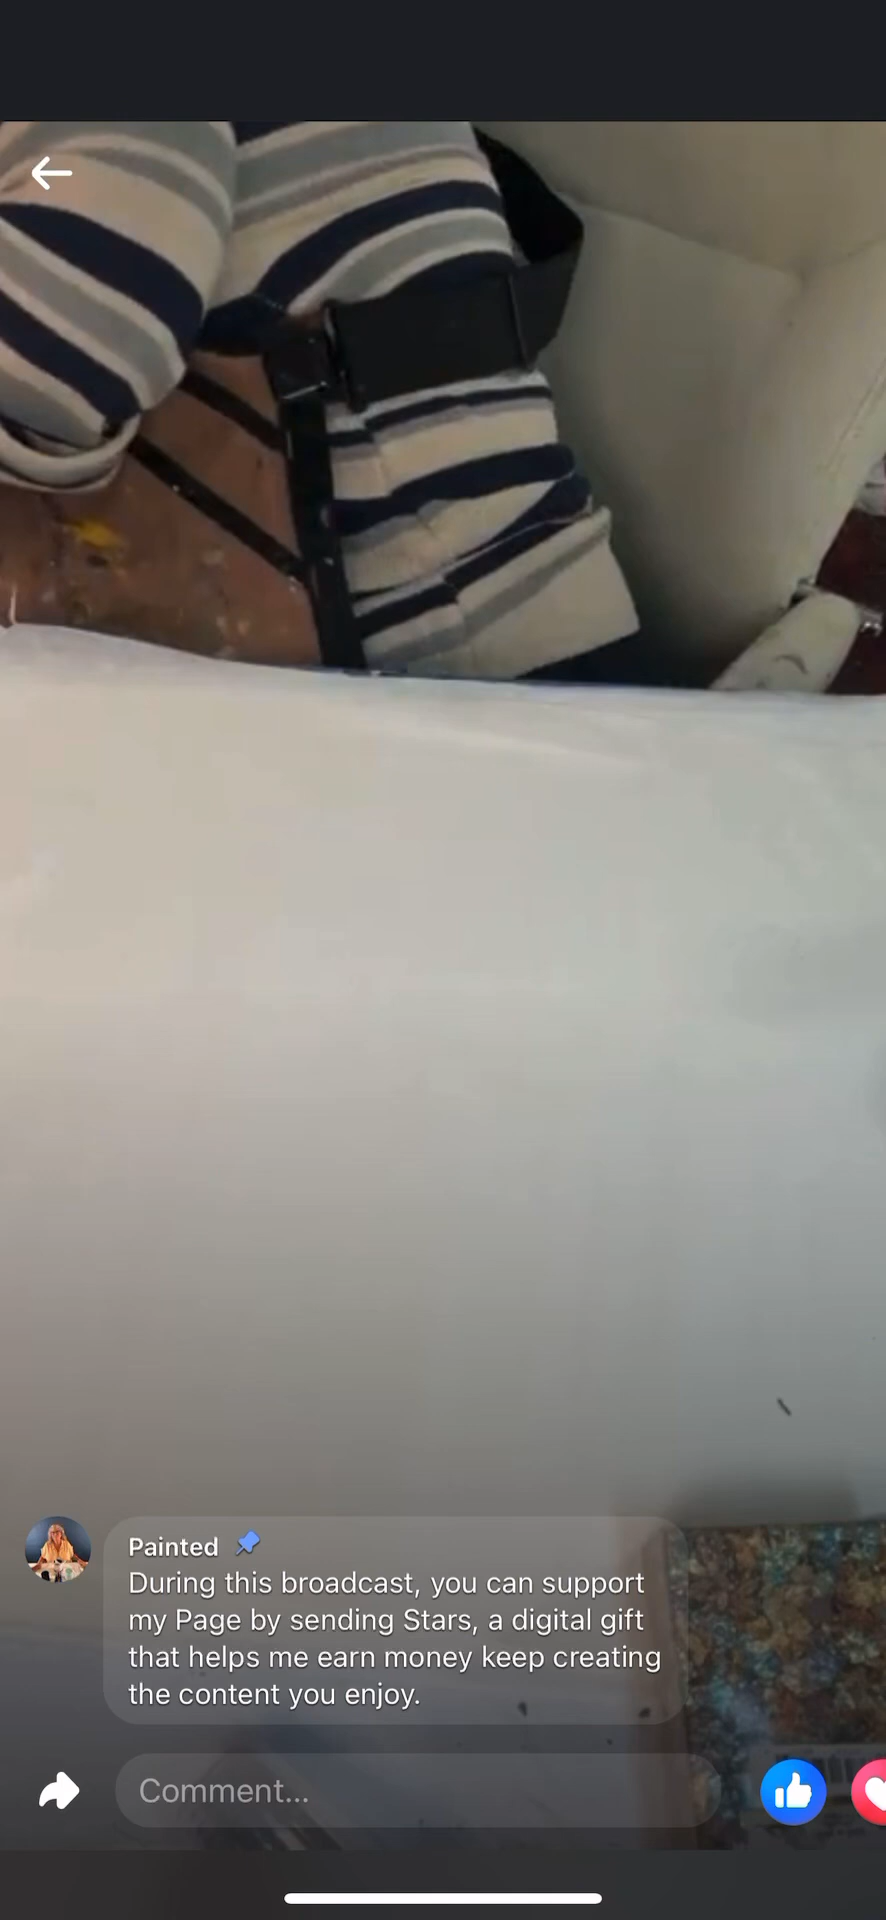 Painted
During this broadcast, you can support
my Page by sending Stars, a digital gift
that helps me earn money keep creating
the content you enjoy.
Comment...